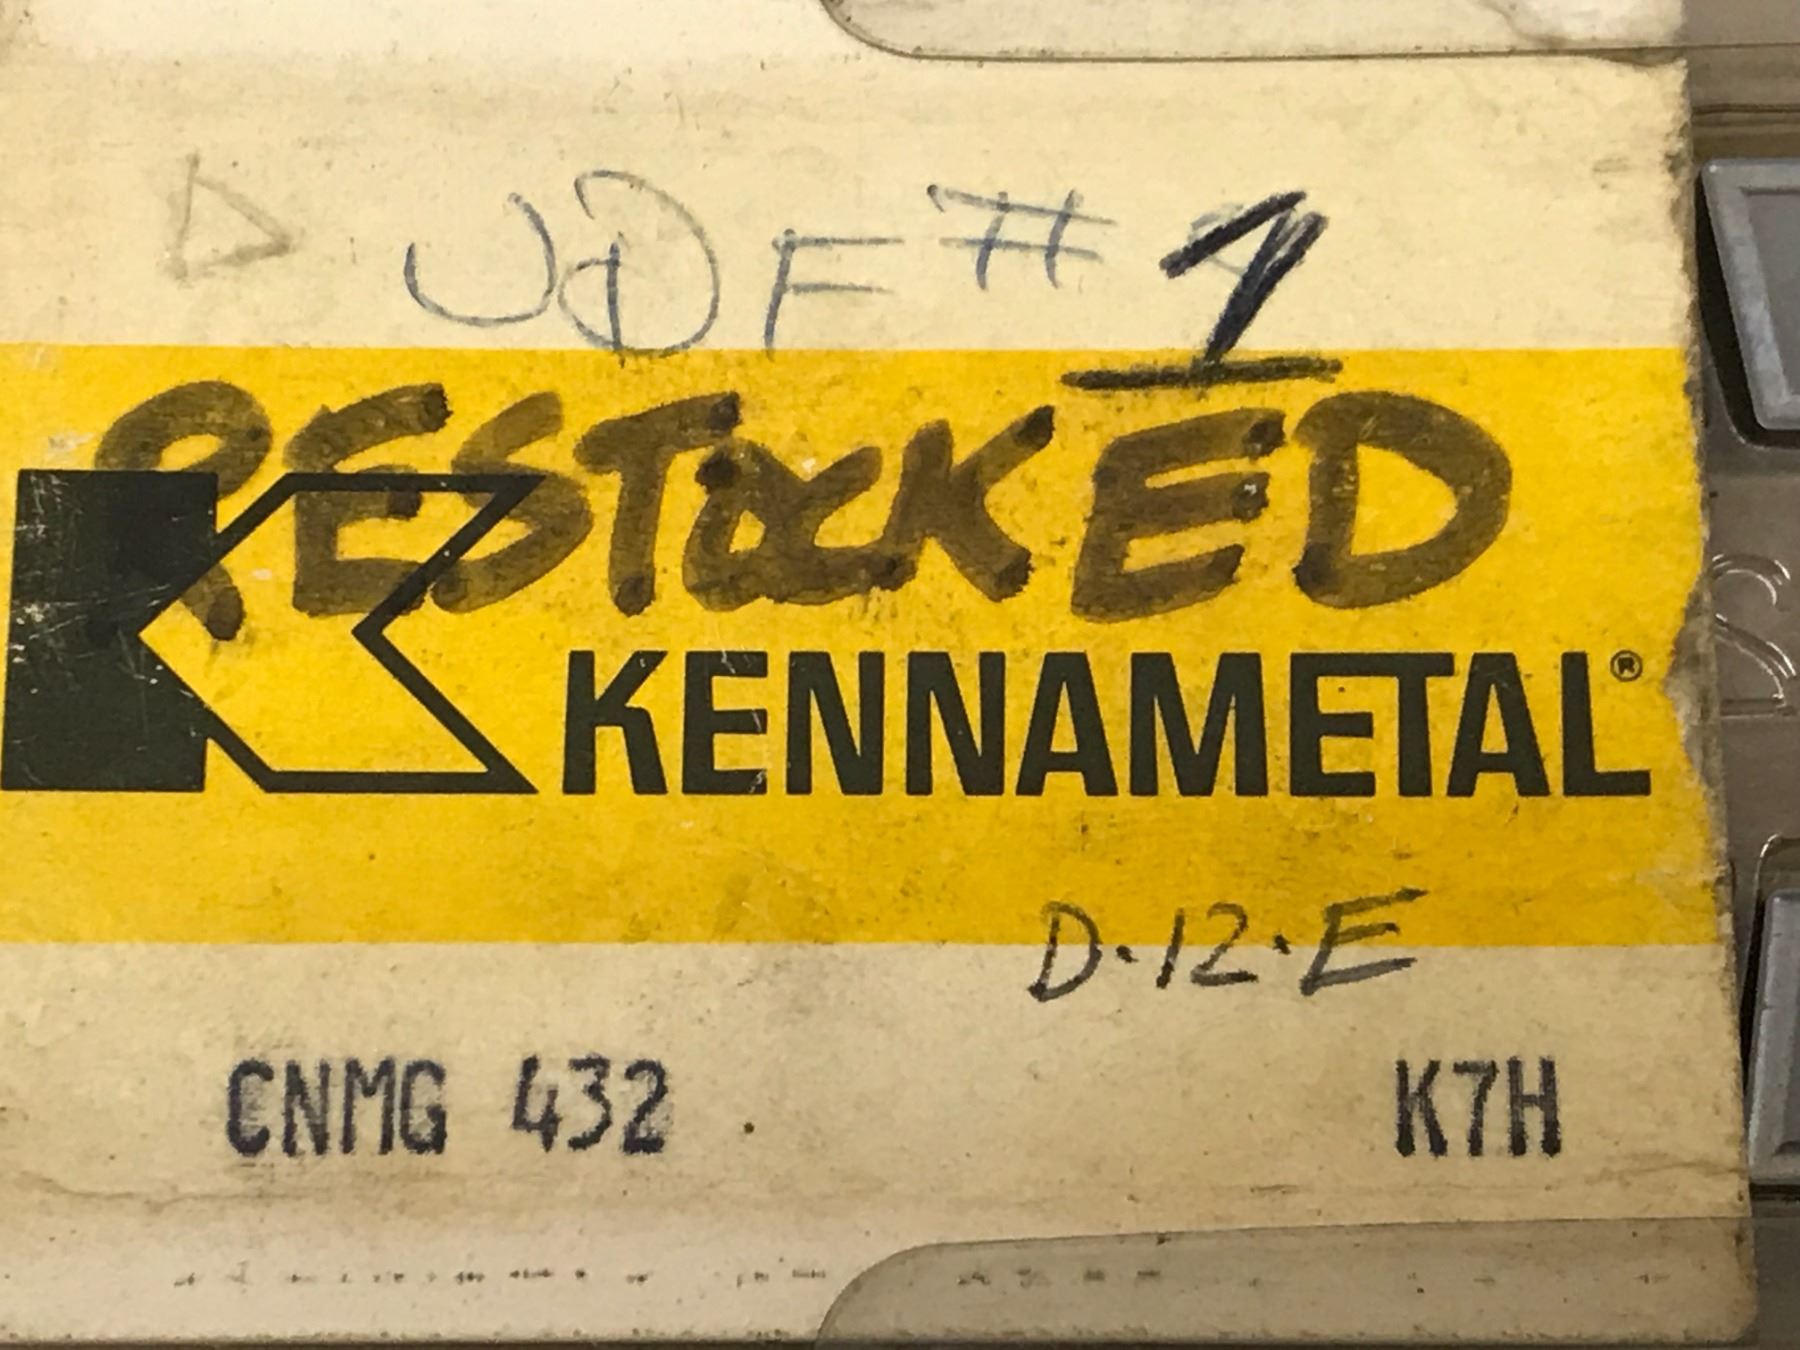 D JDF # 1
RESTOCKED
KENNAMETAL®
D.12.E
CNMG 432 K7H